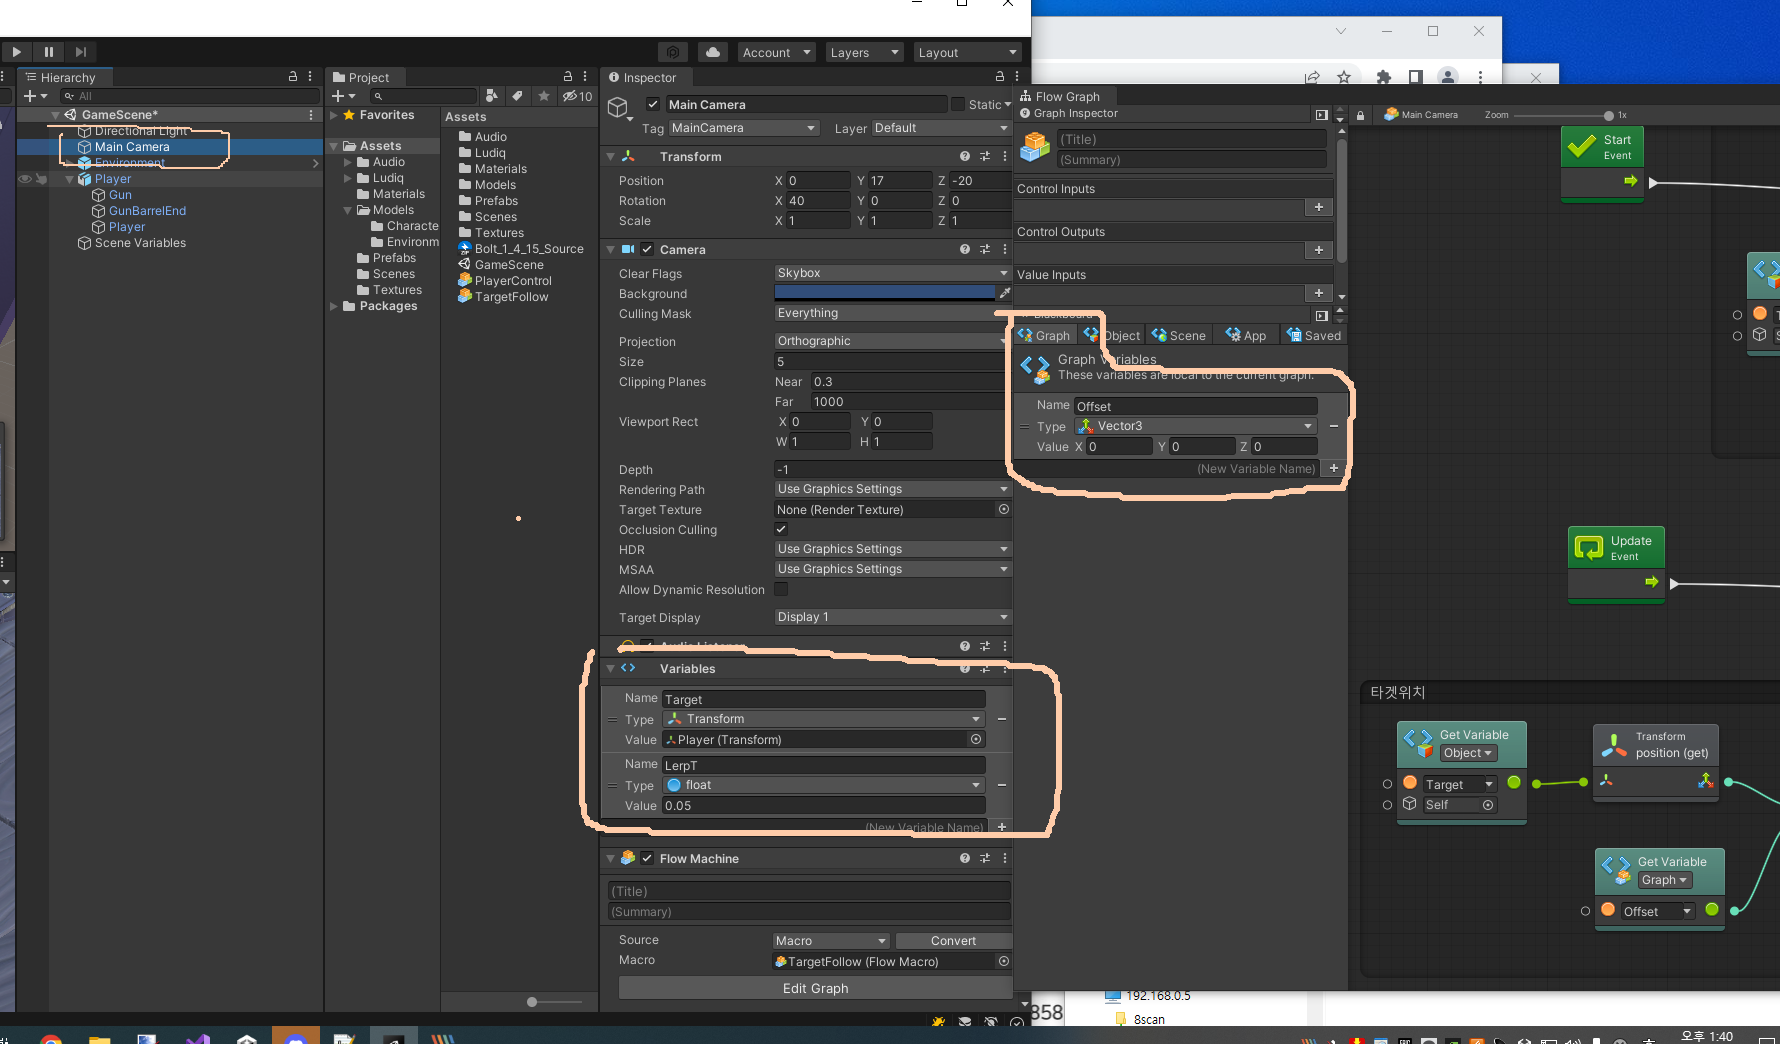 Account
Layers
Layout
Hierarchy
All
GameScene*
Directional Light
Main Camera
Environment
Player
Gun
GunBarrelEnd
Player
Scene Variables
Project
10
Favorites
Assets
Audio
Ludiq
Materials
Models
Characte
Environm
Prefabs
Scenes
Textures
Packages
Assets
Audio
Ludiq
Materials
Models
Prefabs
Scenes
Textures
Bolt_1_4_15_Source
GameScene
PlayerControl
TargetFollow
Inspector
Main Camera
Static
Tag MainCamera Layer Default
Transform
Position X 0 Y 17 Z -20
Rotation X 40 Y 0 Z 0
Scale X 1 Y 1 Z 1
Camera
Clear Flags Skybox
Background
Culling Mask Everything
Projection Orthographic
Size 5
Clipping Planes Near 0.3
Far 1000
Viewport Rect X 0 Y 0
W 1 H 1
Depth -1
Rendering Path Use Graphics Settings
Target Texture None (Render Texture)
Occlusion Culling
HDR Use Graphics Settings
MSAA Use Graphics Settings
Allow Dynamic Resolution
Target Display Display 1
Audio Listener
Variables
Name Target
Type Transform
Value Player (Transform)
Name LerpT
Type float
Value 0.05
(New Variable Name)
Flow Machine
(Title)
(Summary)
Source Macro Convert
Macro TargetFollow (Flow Macro)
Edit Graph
Flow Graph
Graph Inspector
(Title)
(Summary)
Control Inputs
Control Outputs
Value Inputs
Blackboard
Graph Object Scene App Saved
Graph Variables
These variables are local to the current graph.
Name Offset
Type Vector3
Value X 0 Y 0 Z 0
(New Variable Name)
Main Camera Zoom 1x
Start
Event
Update
Event
타겟위치
Get Variable
Object
Target
Self
Transform
position (get)
Get Variable
Graph
Offset
858
192.168.0.5
8scan
오후 1:40